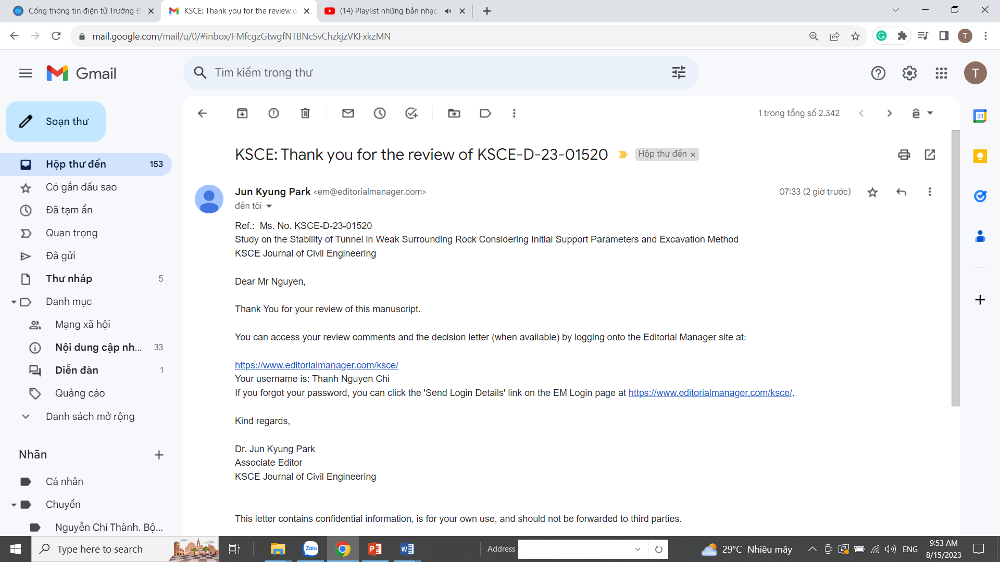 Cổng thông tin điện tử Trường Đ
KSCE: Thank you for the review o
(14) Playlist những bản nhạc
mail.google.com/mail/u/0/#inbox/FMfcgzGtwgfNTBNcSvChzkjzVKFxkzMN
T
Gmail
Tìm kiếm trong thư
T
Soạn thư
1 trong tổng số 2.342
ê
31
Hộp thư đến 153
Có gắn dấu sao
Đã tạm ẩn
Quan trọng
Đã gửi
Thư nháp 5
Danh mục
Mạng xã hội
Nội dung cập nh... 33
Diễn đàn 1
Quảng cáo
Danh sách mở rộng
Nhãn
Cá nhân
Chuyển
Nguyễn Chí Thành. Bộ...
KSCE: Thank you for the review of KSCE-D-23-01520 Hộp thư đến
Jun Kyung Park <em@editorialmanager.com> 07:33 (2 giờ trước)
đến tôi
Ref.: Ms. No. KSCE-D-23-01520
Study on the Stability of Tunnel in Weak Surrounding Rock Considering Initial Support Parameters and Excavation Method
KSCE Journal of Civil Engineering
Dear Mr Nguyen,
Thank You for your review of this manuscript.
You can access your review comments and the decision letter (when available) by logging onto the Editorial Manager site at:
https://www.editorialmanager.com/ksce/
Your username is: Thanh Nguyen Chi
If you forgot your password, you can click the 'Send Login Details' link on the EM Login page at https://www.editorialmanager.com/ksce/.
Kind regards,
Dr. Jun Kyung Park
Associate Editor
KSCE Journal of Civil Engineering
This letter contains confidential information, is for your own use, and should not be forwarded to third parties.
Type here to search
Zalo
Address
29°C Nhiều mây
ENG
9:53 AM
8/15/2023